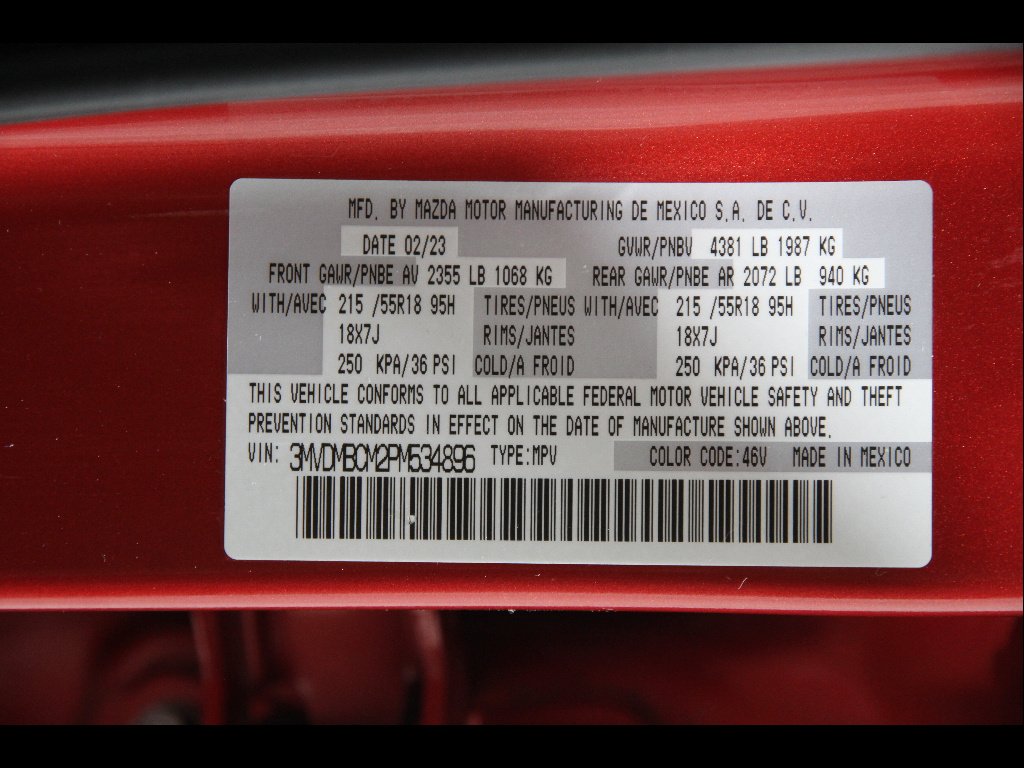 MFD. BY MAZDA MOTOR MANUFACTURING DE MEXICO S.A. DE C.V.
DATE 02/23 GVWR/PNBV 4381 LB 1987 KG
FRONT GAWR/PNBE AV 2355 LB 1068 KG REAR GAWR/PNBE AR 2072 LB 940 KG
WITH/AVEC 215 /55R18 95H TIRES/PNEUS WITH/AVEC 215 /55R18 95H TIRES/PNEUS
18X7J RIMS/JANTES 18X7J RIMS/JANTES
250 KPA/36 PSI COLD/A FROID 250 KPA/36 PSI COLD/A FROID
THIS VEHICLE CONFORMS TO ALL APPLICABLE FEDERAL MOTOR VEHICLE SAFETY AND THEFT
PREVENTION STANDARDS IN EFFECT ON THE DATE OF MANUFACTURE SHOWN ABOVE.
VIN: 3MVDMBCM2PM534896 TYPE:MPV COLOR CODE:46V MADE IN MEXICO